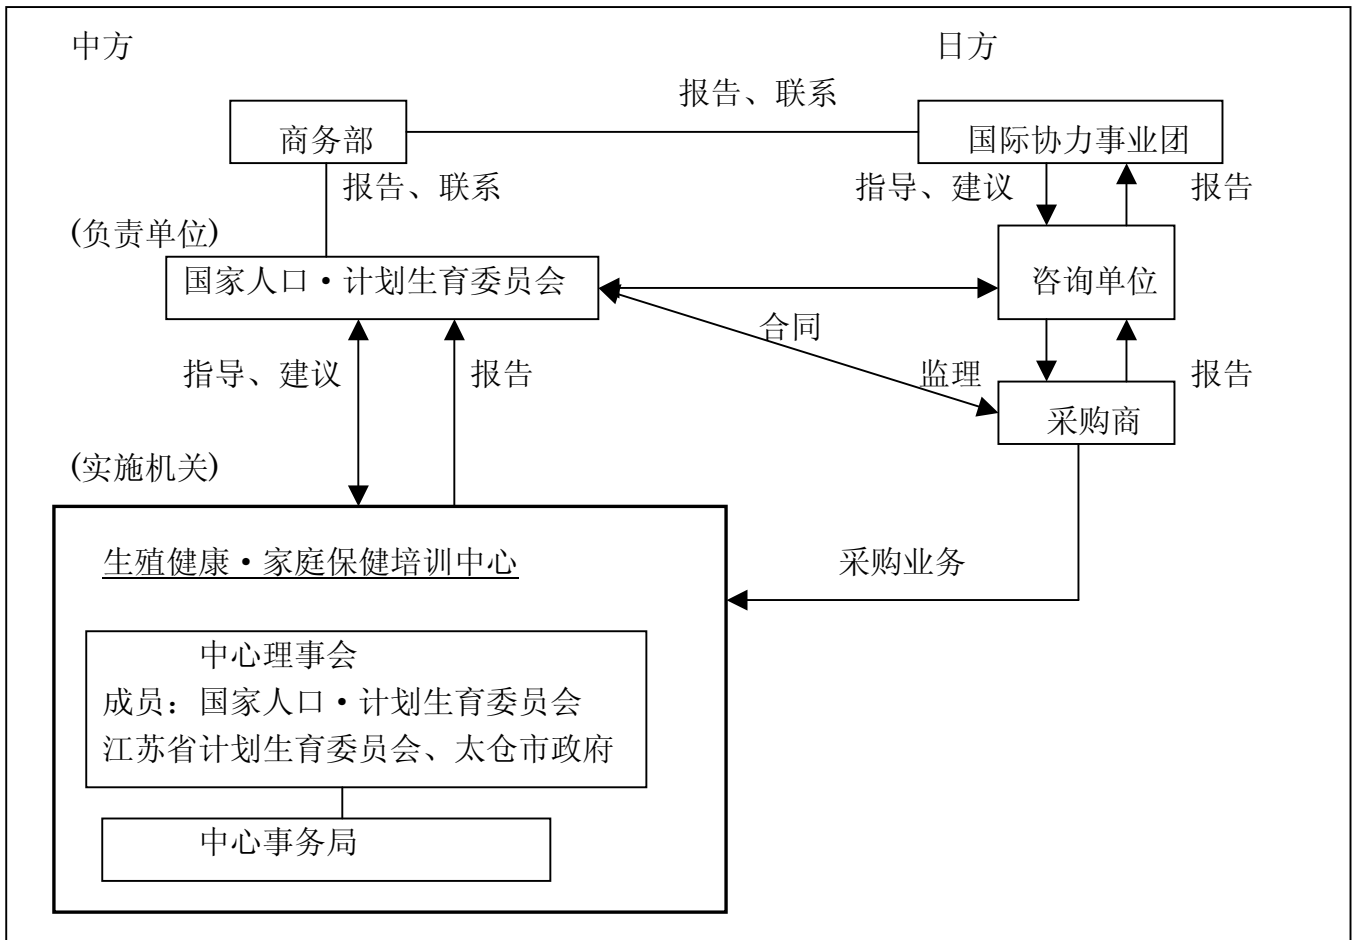 中方
日方
报告、联系
商务部
国际协力事业团
报告、联系
指导、建议
报告
(负责单位)
国家人口·计划生育委员会
咨询单位
合同
指导、建议
报告
监理
报告
采购商
(实施机关)
生殖健康·家庭保健培训中心
采购业务
中心理事会
成员：国家人口·计划生育委员会
江苏省计划生育委员会、太仓市政府
中心事务局